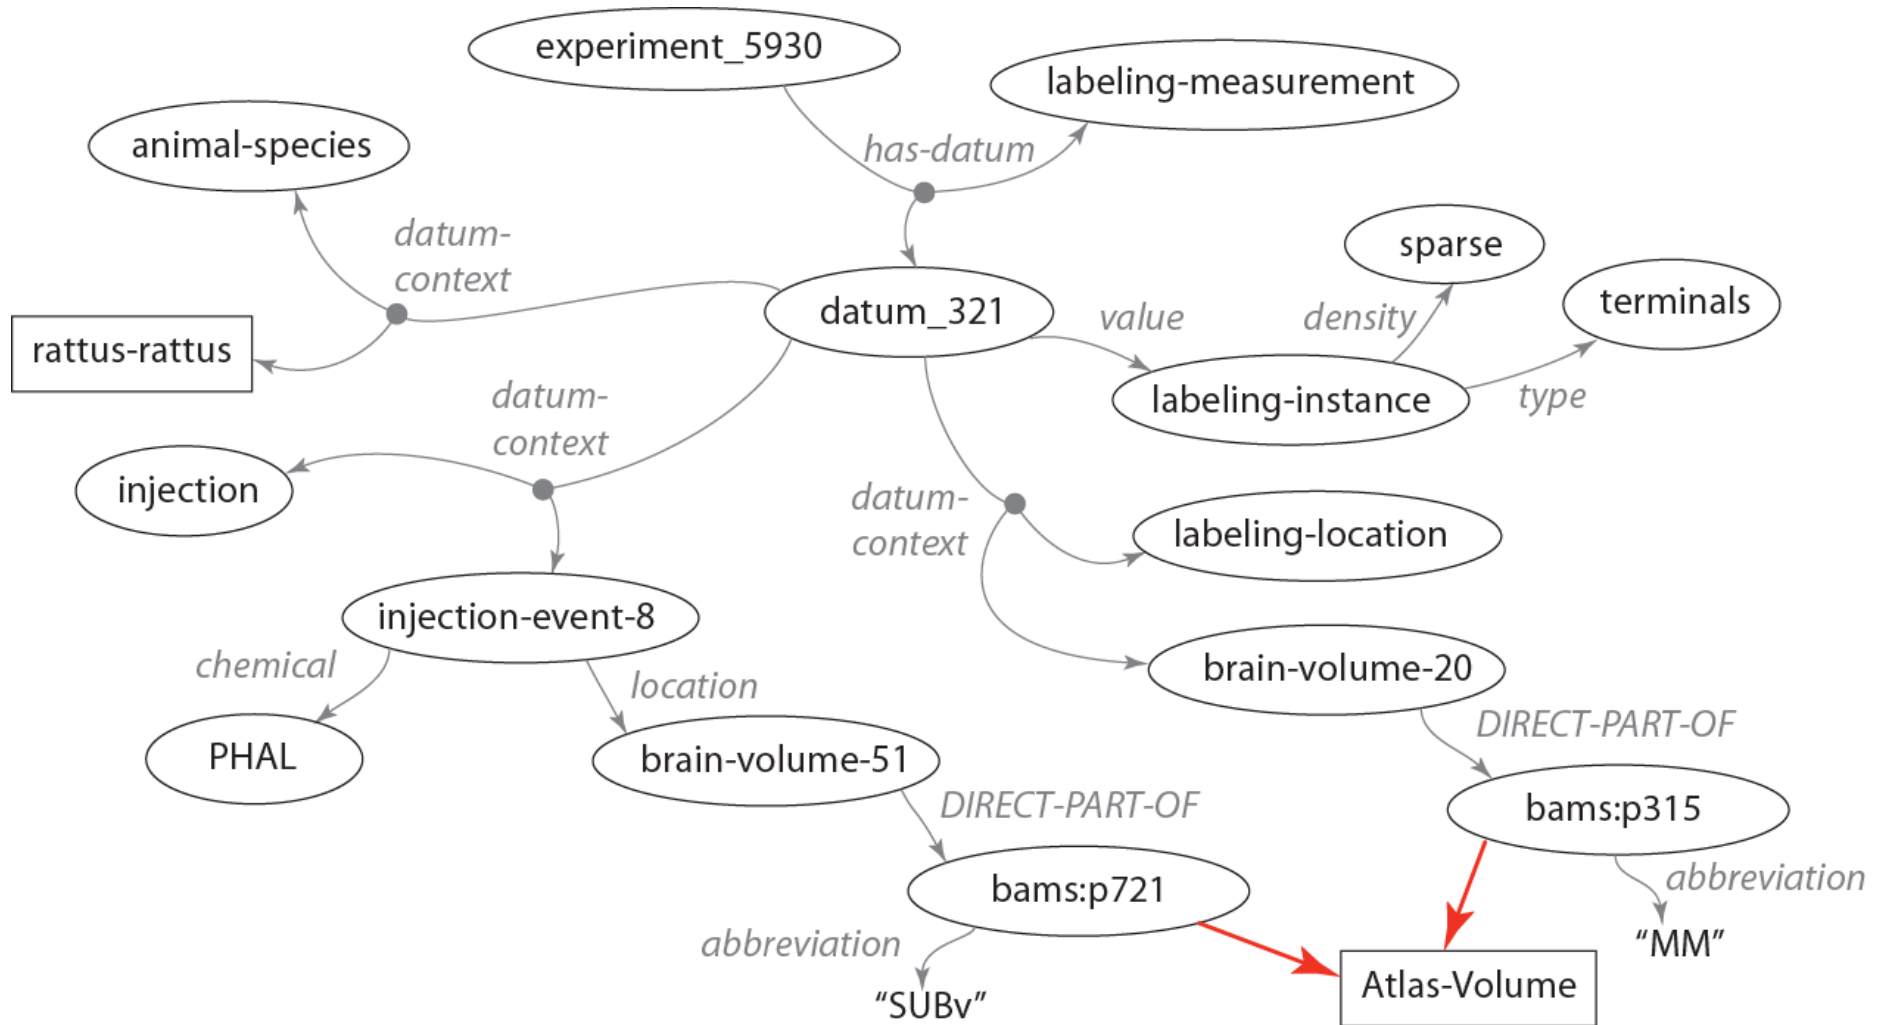 experiment_5930
labeling-measurement
animal-species
has-datum
datum-
context
sparse
terminals
datum_321
value
density
rattus-rattus
labeling-instance
type
datum-
context
injection
datum-
context
labeling-location
injection-event-8
chemical
location
brain-volume-20
PHAL
brain-volume-51
DIRECT-PART-OF
DIRECT-PART-OF
bams:p315
bams:p721
abbreviation
abbreviation
“MM”
“SUBv”
Atlas-Volume